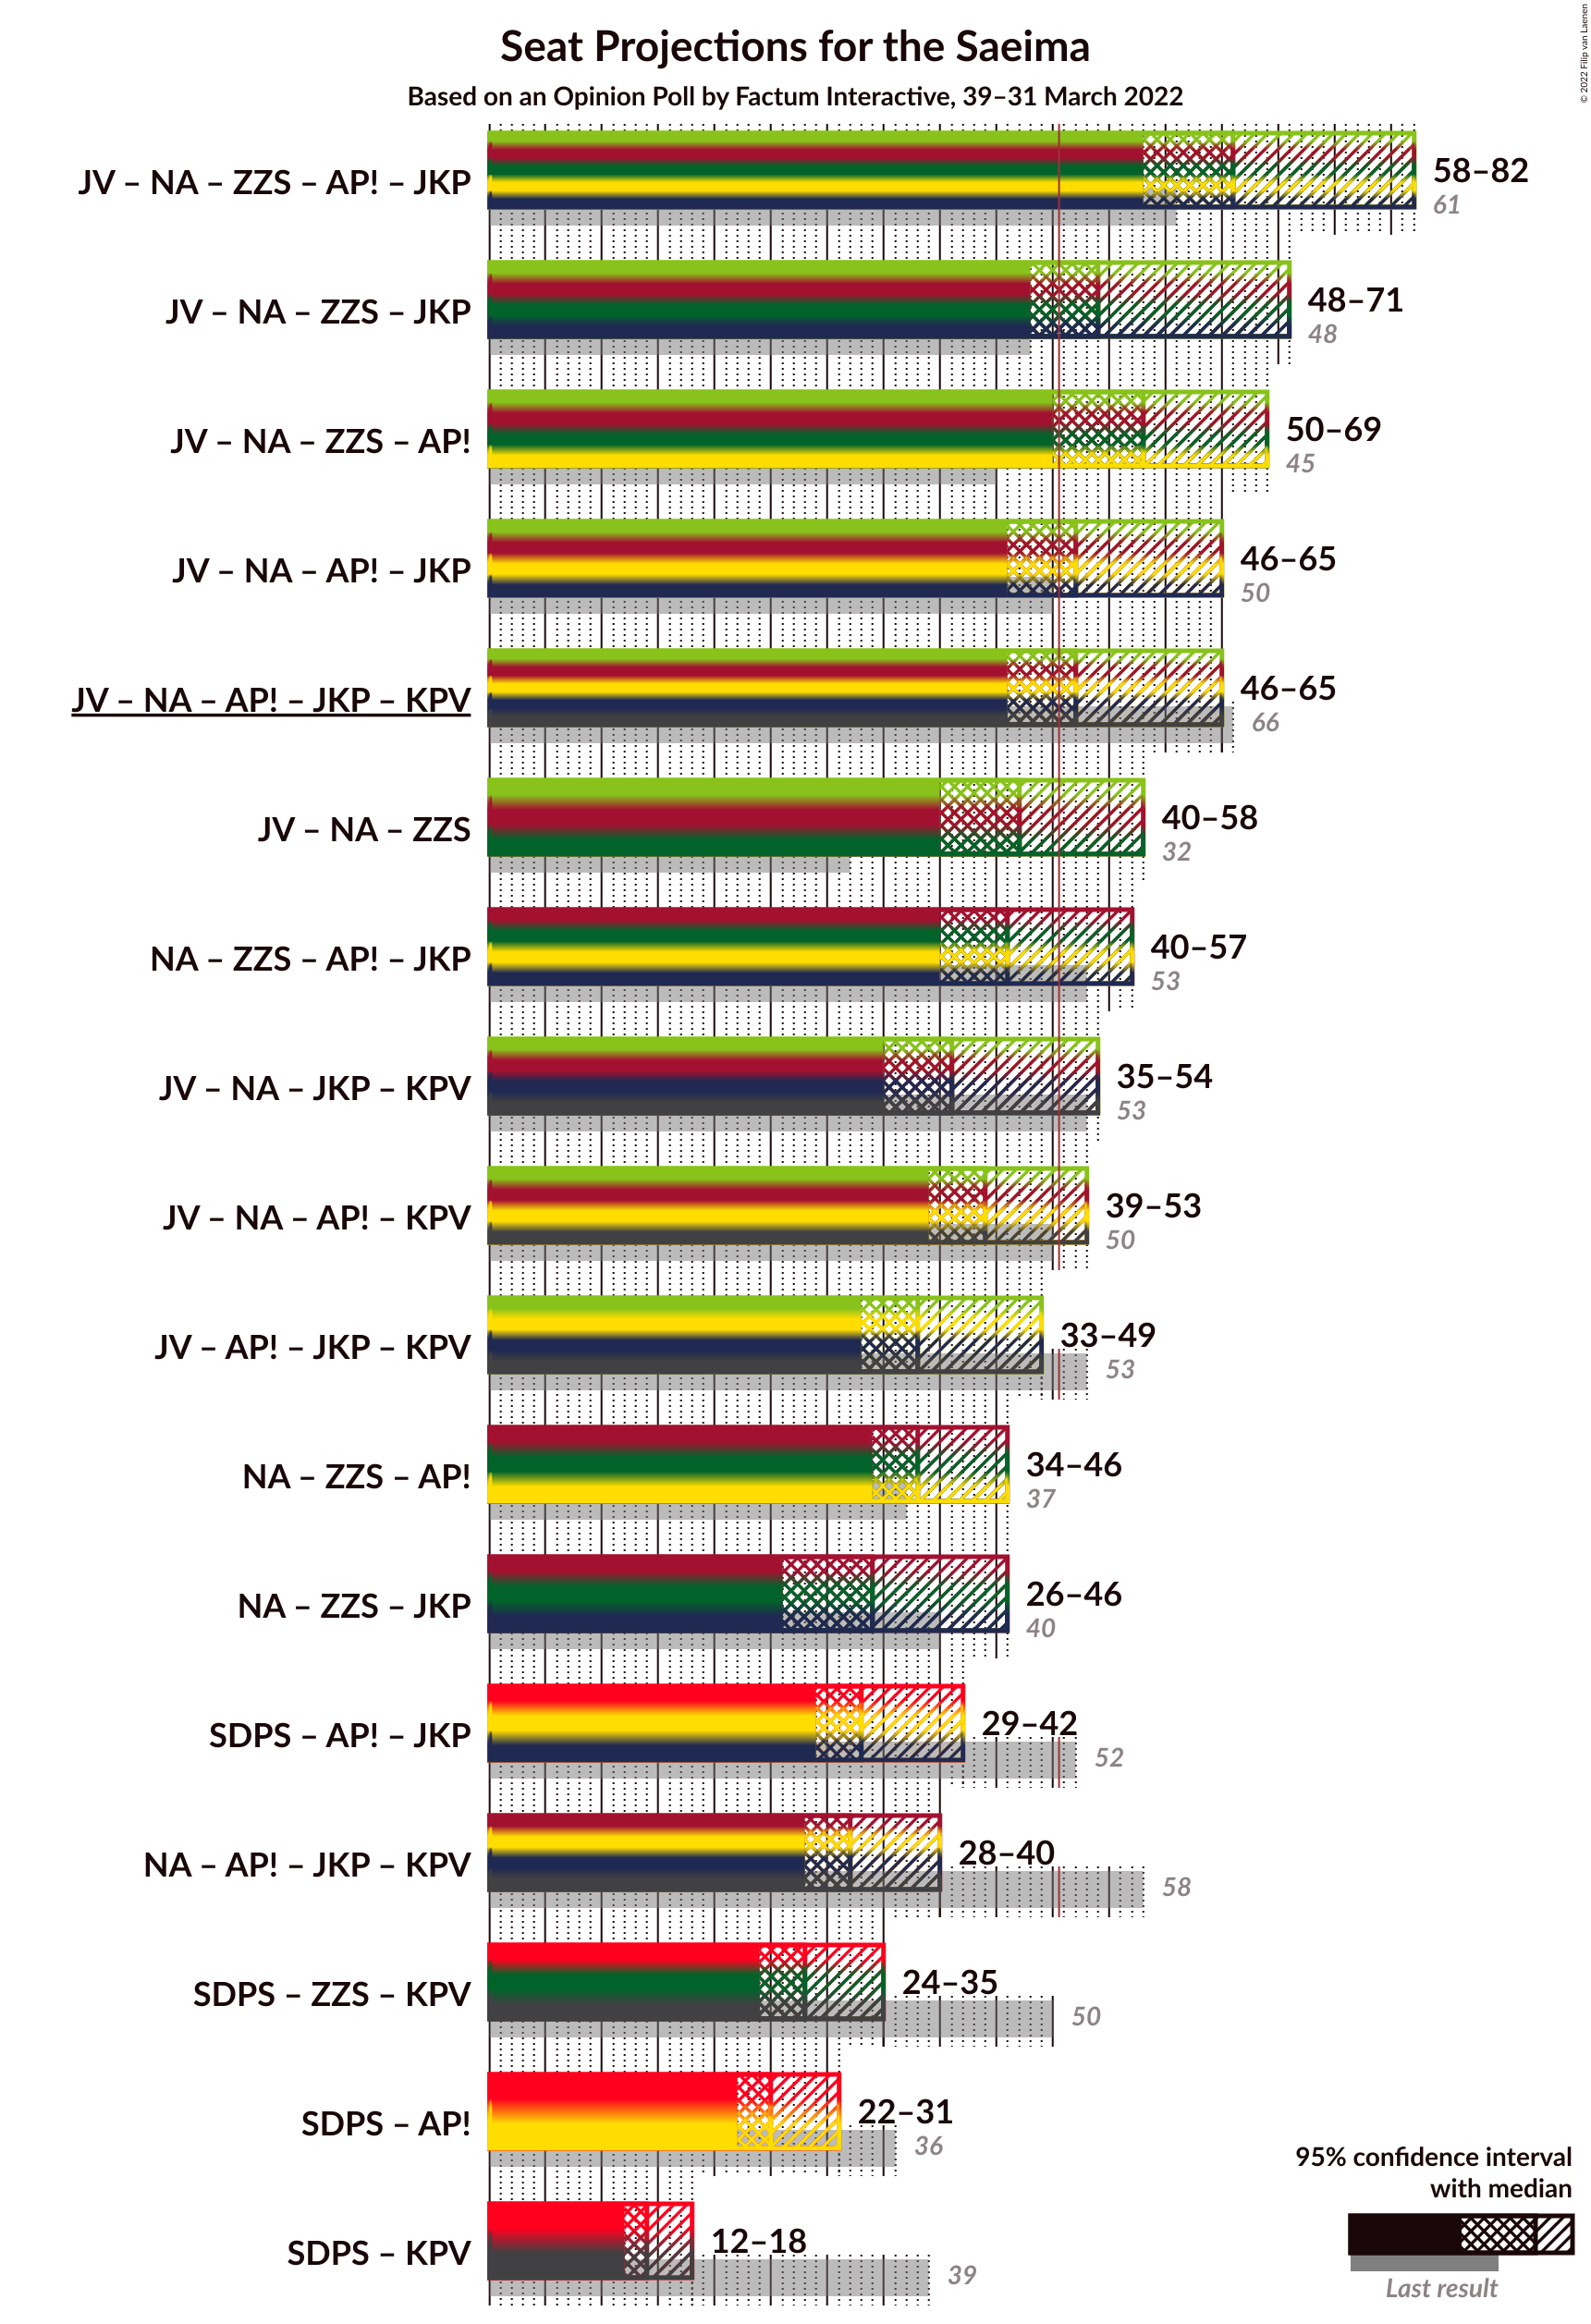 © 2022 Filip van Laenen
Seat Projections for the Saeima
Based on an Opinion Poll by Factum Interactive, 39–31 March 2022
JV – NA – ZZS – AP! – JKP
58–82
61
JV – NA – ZZS – JKP
48–71
48
JV – NA – ZZS – AP!
50–69
45
JV – NA – AP! – JKP
46–65
50
JV – NA – AP! – JKP – KPV
46–65
66
JV – NA – ZZS
40–58
32
NA – ZZS – AP! – JKP
40–57
53
JV – NA – JKP – KPV
35–54
53
JV – NA – AP! – KPV
39–53
50
JV – AP! – JKP – KPV
33–49
53
NA – ZZS – AP!
34–46
37
NA – ZZS – JKP
26–46
40
SDPS – AP! – JKP
29–42
52
NA – AP! – JKP – KPV
28–40
58
SDPS – ZZS – KPV
24–35
50
SDPS – AP!
22–31
36
SDPS – KPV
12–18
39
95% confidence interval
with median
Last result